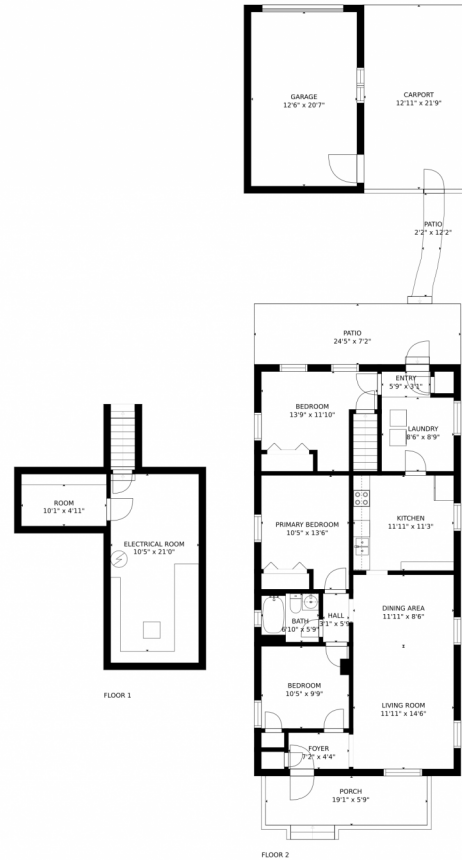 GARAGE
12'6" x 20'7"
CARPORT
12'11" x 21'9"
PATIO
2'2" x 12'2"
PATIO
24'5" x 7'2"
ENTRY
5'9" x 3'1"
BEDROOM
13'9" x 11'10"
LAUNDRY
8'6" x 8'9"
ROOM
10'1" x 4'11"
ELECTRICAL ROOM
10'5" x 21'0"
PRIMARY BEDROOM
10'5" x 13'6"
KITCHEN
11'11" x 11'3"
DINING AREA
11'11" x 8'6"
HALL
3'1" x 5'9"
BATH
6'10" x 5'9"
BEDROOM
10'5" x 9'9"
LIVING ROOM
11'11" x 14'6"
FLOOR 1
FOYER
7'2" x 4'4"
PORCH
19'1" x 5'9"
FLOOR 2